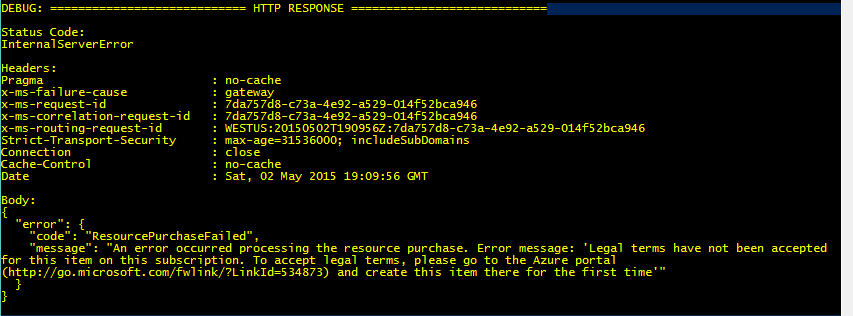 DEBUG: ============================ HTTP RESPONSE ============================
Status Code:
InternalServerError
Headers:
Pragma                        : no-cache
x-ms-failure-cause            : gateway
x-ms-request-id               : 7da757d8-c73a-4e92-a529-014f52bca946
x-ms-correlation-request-id   : 7da757d8-c73a-4e92-a529-014f52bca946
x-ms-routing-request-id       : WESTUS:20150502T190956Z:7da757d8-c73a-4e92-a529-014f52bca946
Strict-Transport-Security     : max-age=31536000; includeSubDomains
Connection                    : close
Cache-Control                 : no-cache
Date                          : Sat, 02 May 2015 19:09:56 GMT
Body:
{
  "error": {
    "code": "ResourcePurchaseFailed",
    "message": "An error occurred processing the resource purchase. Error message: 'Legal terms have not been accepted
for this item on this subscription. To accept legal terms, please go to the Azure portal
(http://go.microsoft.com/fwlink/?LinkId=534873) and create this item there for the first time'"
  }
}